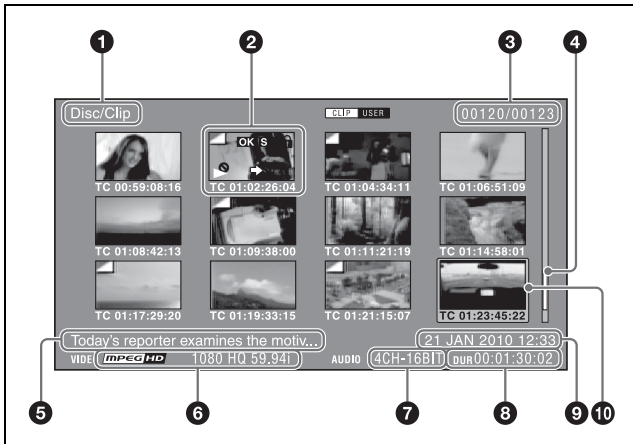 1 2 3 4
Disc/Clip CLIP USER 00120/00123
OK S
TC 00:59:08:16 TC 01:02:26:04 TC 01:04:34:11 TC 01:06:51:09
TC 01:08:42:13 TC 01:09:38:00 TC 01:11:21:19 TC 01:14:58:01
TC 01:17:29:20 TC 01:19:33:15 TC 01:21:15:07 TC 01:23:45:22
Today's reporter examines the motiv... 21 JAN 2010 12:33
VIDE MPEG HD 1080 HQ 59.94i AUDIO 4CH-16BIT DUR 00:01:30:02
5 6 7 8 9 10